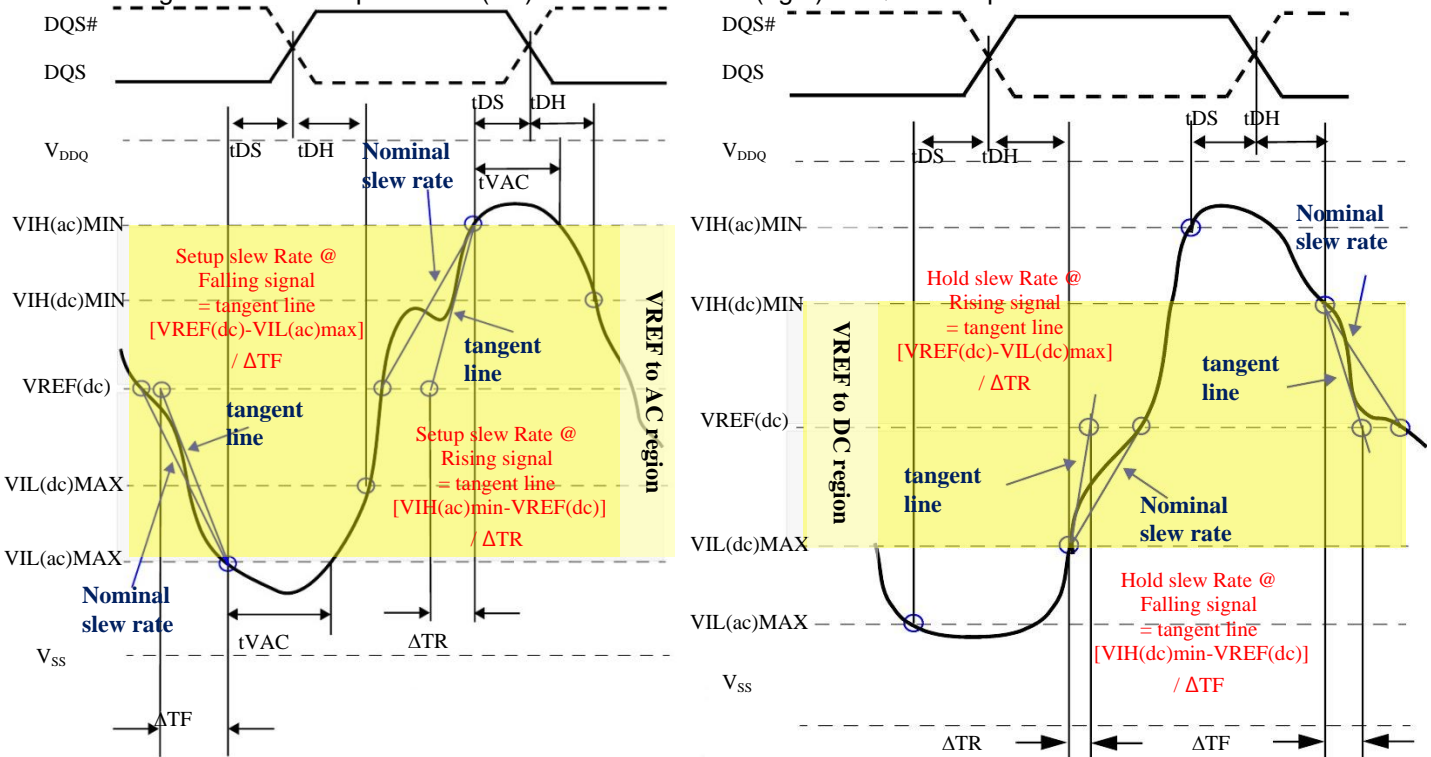 DQS#
DQS
tDS
tDH
tDS
tDH
VDDQ
Nominal
slew rate
tVAC
VIH(ac)MIN
Setup slew Rate @
Falling signal
= tangent line
[VREF(dc)-VIL(ac)max]
/ ΔTF
VIH(dc)MIN
tangent
line
VREF to AC region
VREF(dc)
tangent
line
Setup slew Rate @
Rising signal
= tangent line
[VIH(ac)min-VREF(dc)]
/ ΔTR
VIL(dc)MAX
VIL(ac)MAX
Nominal
slew rate
tVAC
ΔTR
VSS
ΔTF
DQS#
DQS
tDS
tDH
tDS
tDH
VDDQ
VIH(ac)MIN
Nominal
slew rate
Hold slew Rate @
Rising signal
= tangent line
[VREF(dc)-VIL(dc)max]
/ ΔTR
VIH(dc)MIN
VREF to DC region
tangent
line
VREF(dc)
tangent
line
Nominal
slew rate
VIL(dc)MAX
Hold slew Rate @
Falling signal
= tangent line
[VIH(dc)min-VREF(dc)]
/ ΔTF
VIL(ac)MAX
VSS
ΔTR
ΔTF